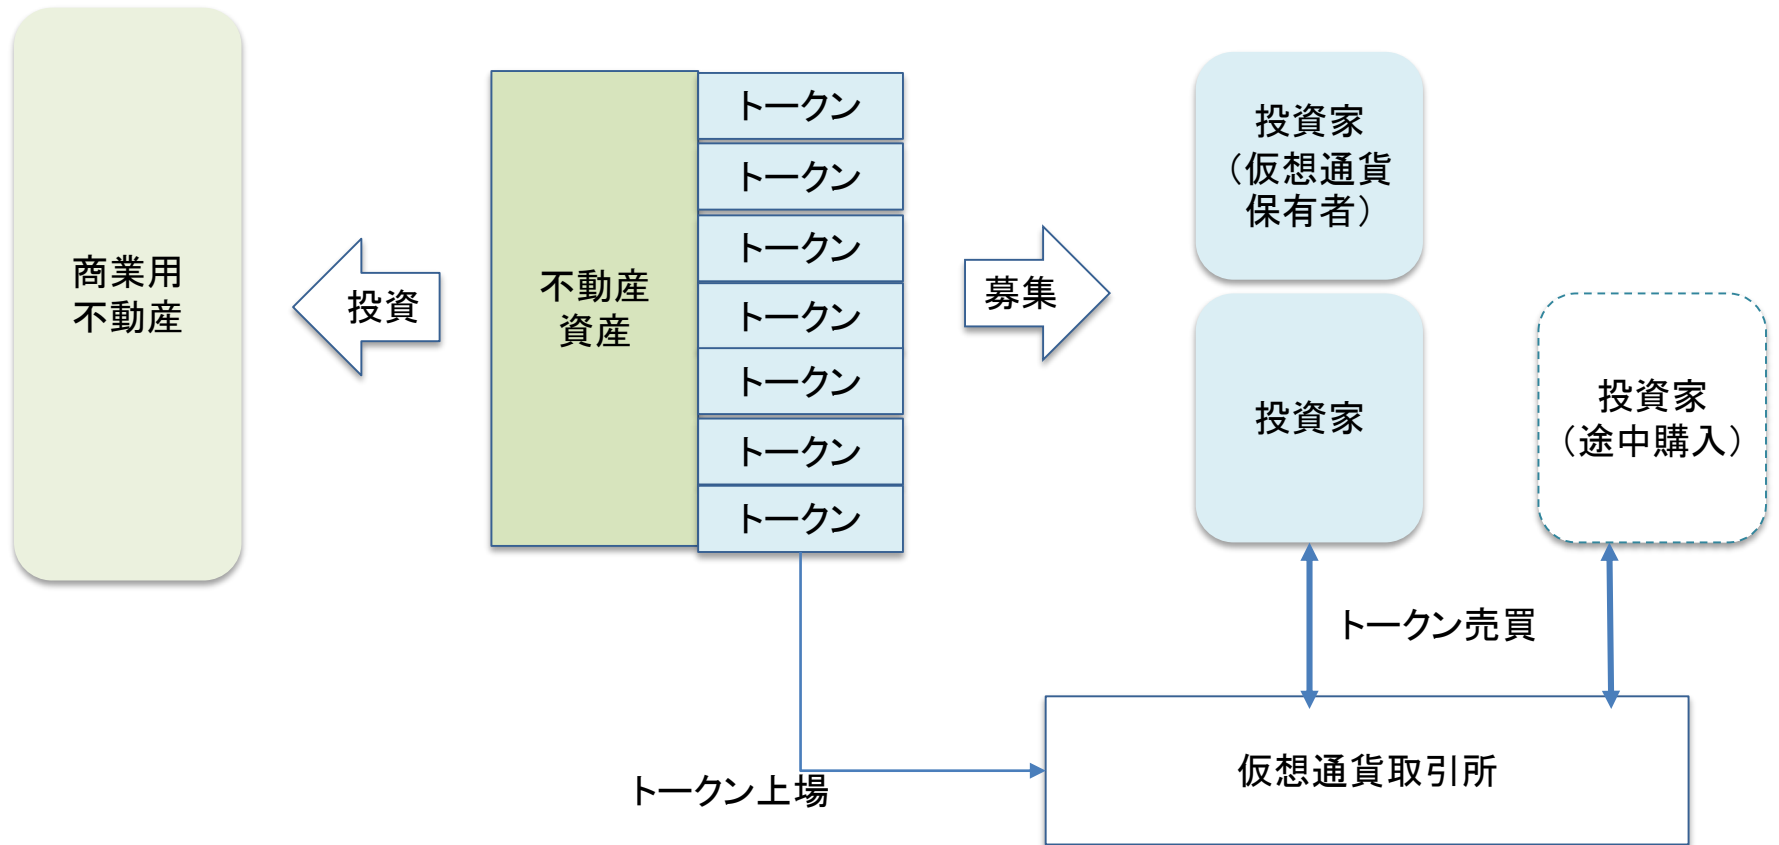 商業用
不動産
投資
不動産
資産
トークン
トークン
トークン
トークン
トークン
トークン
トークン
募集
投資家
（仮想通貨
保有者）
投資家
投資家
（途中購入）
トークン売買
トークン上場
仮想通貨取引所